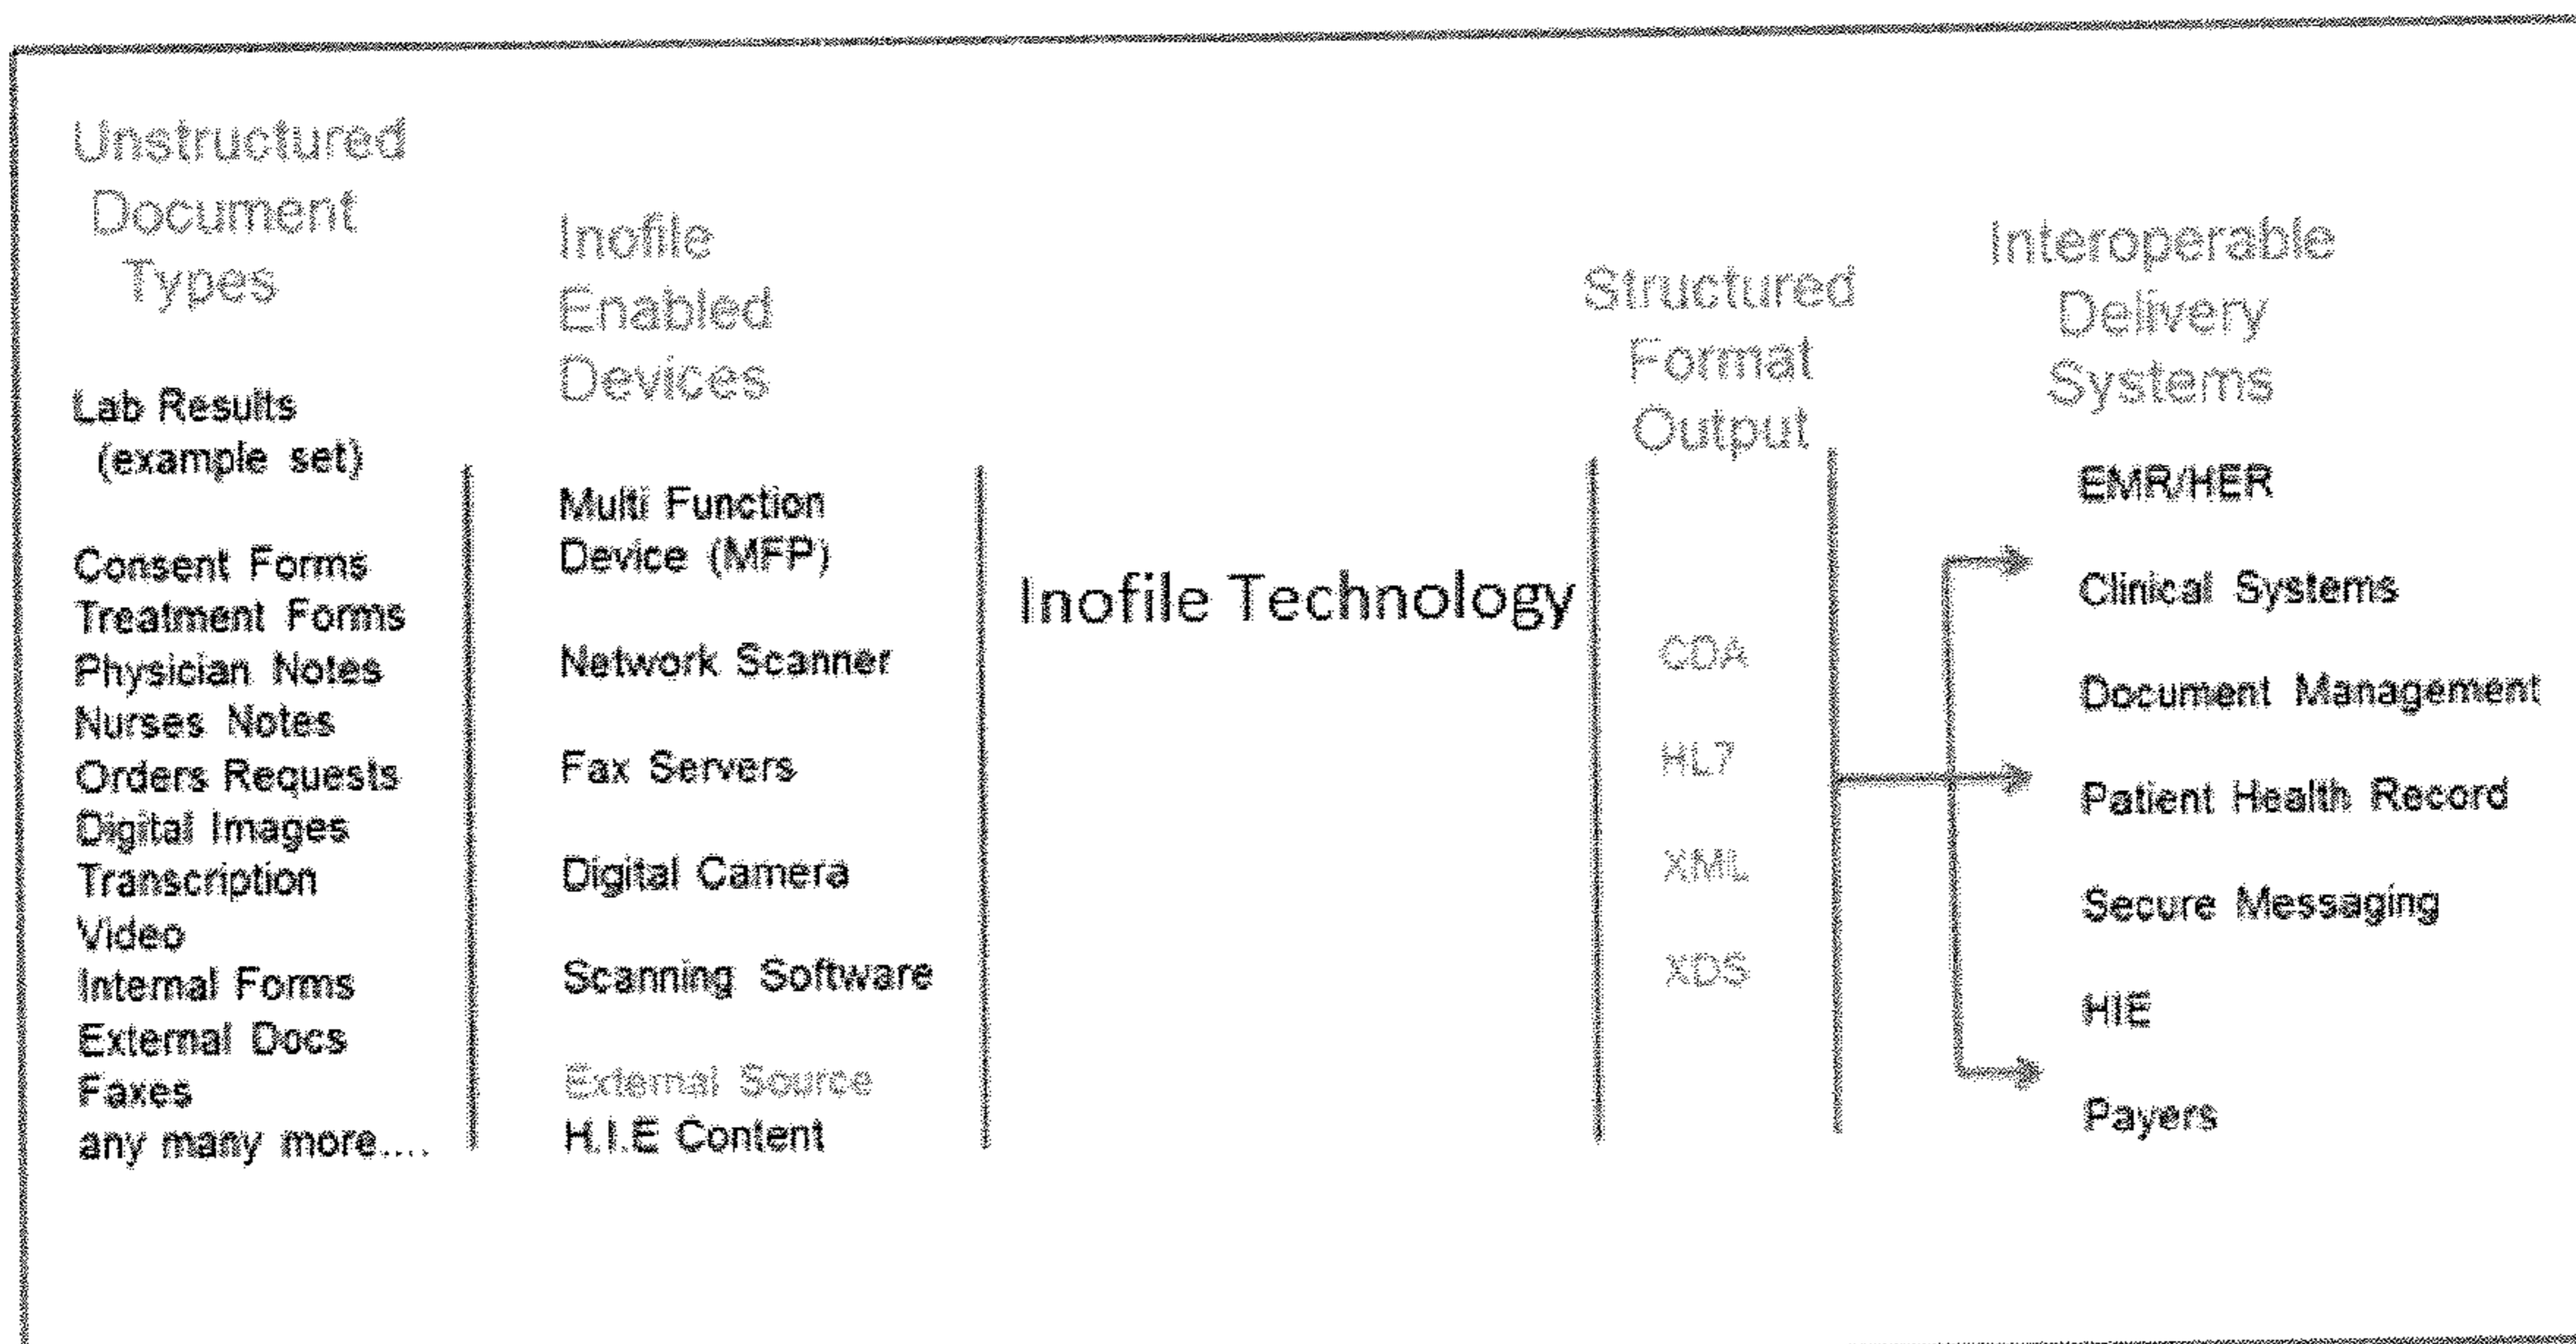 Unstructured
Document
Types
Lab Results
(example set)
Consent Forms
Treatment Forms
Physician Notes
Nurses Notes
Orders Requests
Digital Images
Transcription
Video
Internal Forms
External Docs
Faxes
any many more....
Inofile
Enabled
Devices
Multi Function
Device (MFP)
Network Scanner
Fax Servers
Digital Camera
Scanning Software
External Source
H.I.E Content
Inofile Technology
Structured
Format
Output
CDA
HL7
XML
XDS
Interoperable
Delivery
Systems
EMR/HER
Clinical Systems
Document Management
Patient Health Record
Secure Messaging
HIE
Payers